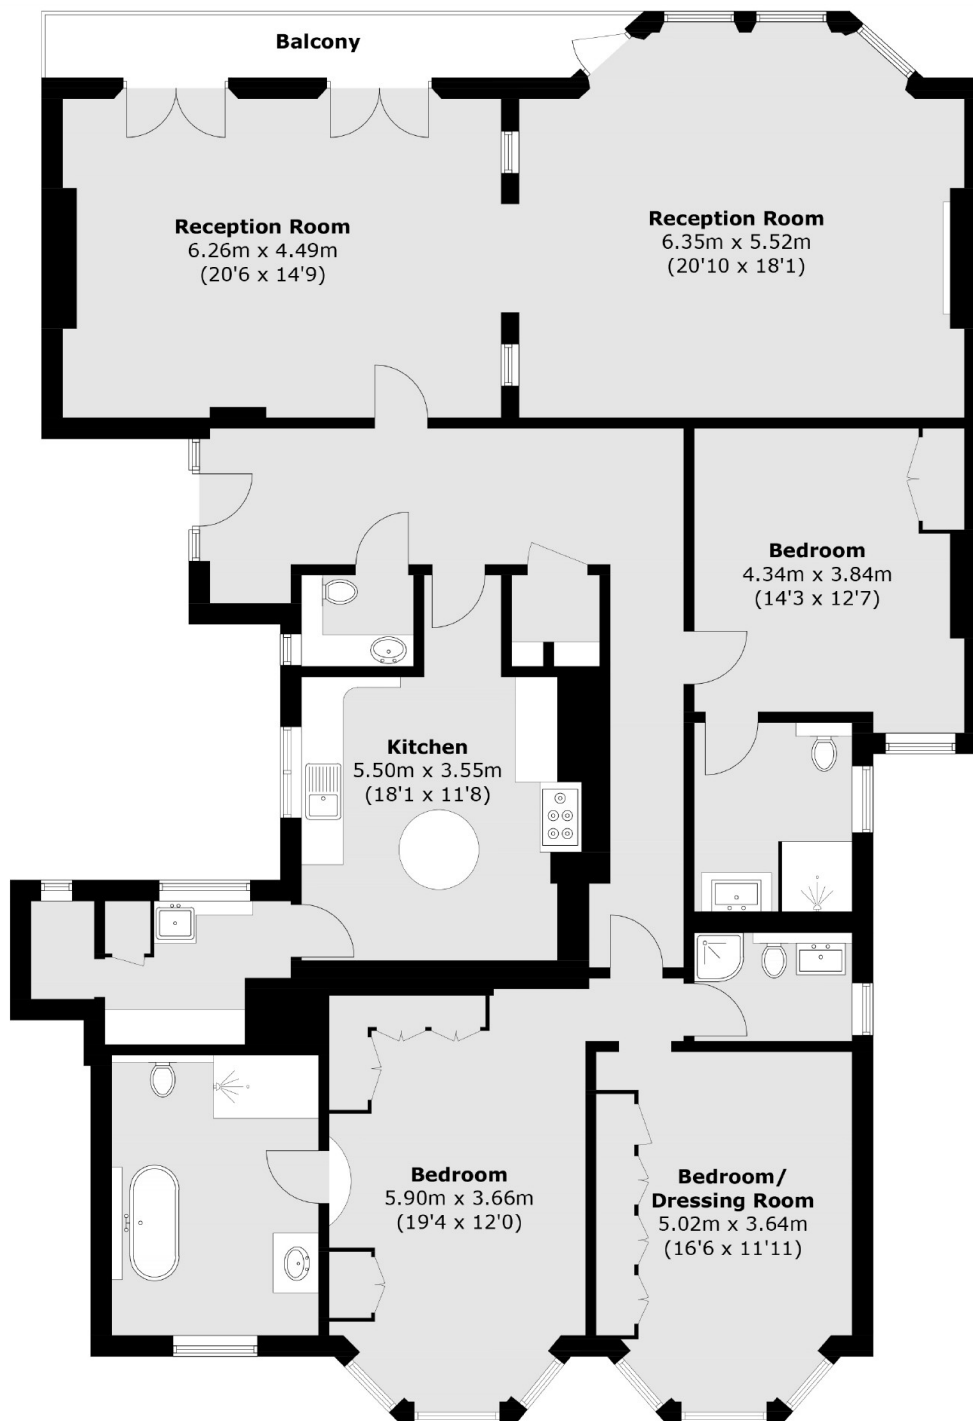 Balcony
Reception Room
6.26m x 4.49m
(20'6 x 14'9)
Reception Room
6.35m x 5.52m
(20'10 x 18'1)
Bedroom
4.34m x 3.84m
(14'3 x 12'7)
Kitchen
5.50m x 3.55m
(18'1 x 11'8)
Bedroom
5.90m x 3.66m
(19'4 x 12'0)
Bedroom/
Dressing Room
5.02m x 3.64m
(16'6 x 11'11)